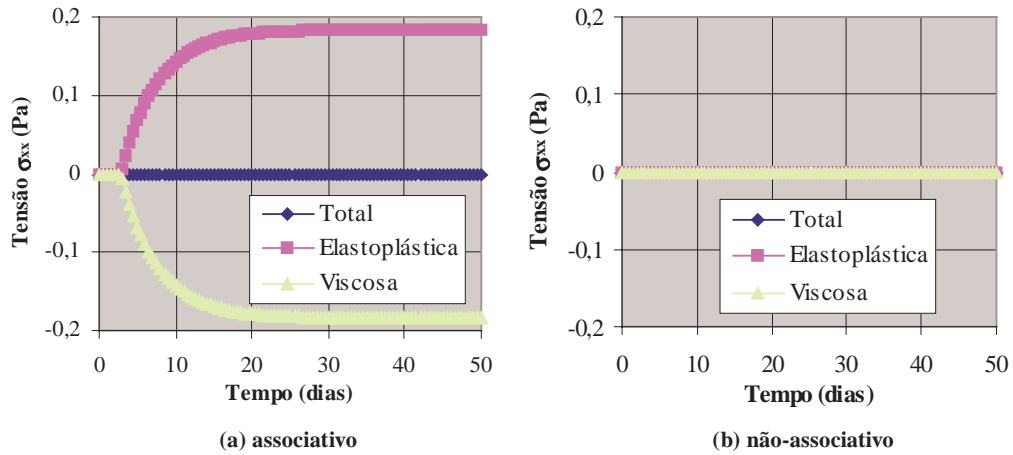 0,2
0,1
0
-0,1
-0,2
Tensão σxx (Pa)
Total
Elastoplástica
Viscosa
0 10 20 30 40 50
Tempo (dias)
(a) associativo
0,2
0,1
0
-0,1
-0,2
Tensão σxx (Pa)
Total
Elastoplástica
Viscosa
0 10 20 30 40 50
Tempo (dias)
(b) não-associativo